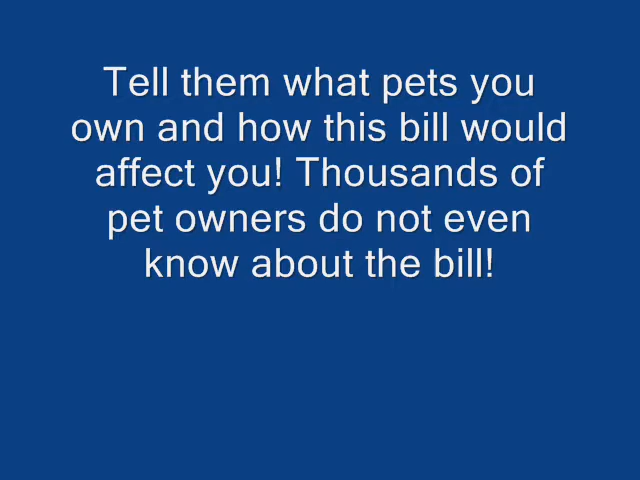 Tell them what pets you
own and how this bill would
affect you! Thousands of
pet owners do not even
know about the bill!